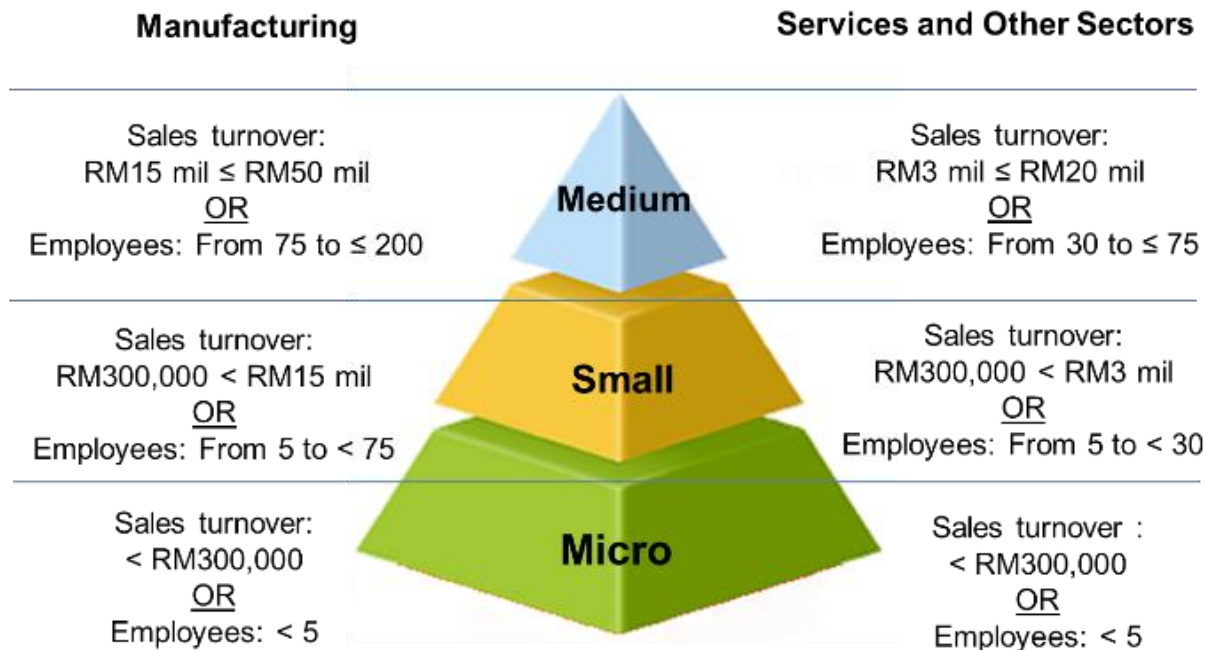 Manufacturing
Services and Other Sectors
Sales turnover:
RM15 mil ≤ RM50 mil
OR
Employees: From 75 to ≤ 200
Medium
Sales turnover:
RM3 mil ≤ RM20 mil
OR
Employees: From 30 to ≤ 75
Sales turnover:
RM300,000 < RM15 mil
OR
Employees: From 5 to < 75
Small
Sales turnover:
RM300,000 < RM3 mil
OR
Employees: From 5 to < 30
Sales turnover:
< RM300,000
OR
Employees: < 5
Micro
Sales turnover :
< RM300,000
OR
Employees: < 5